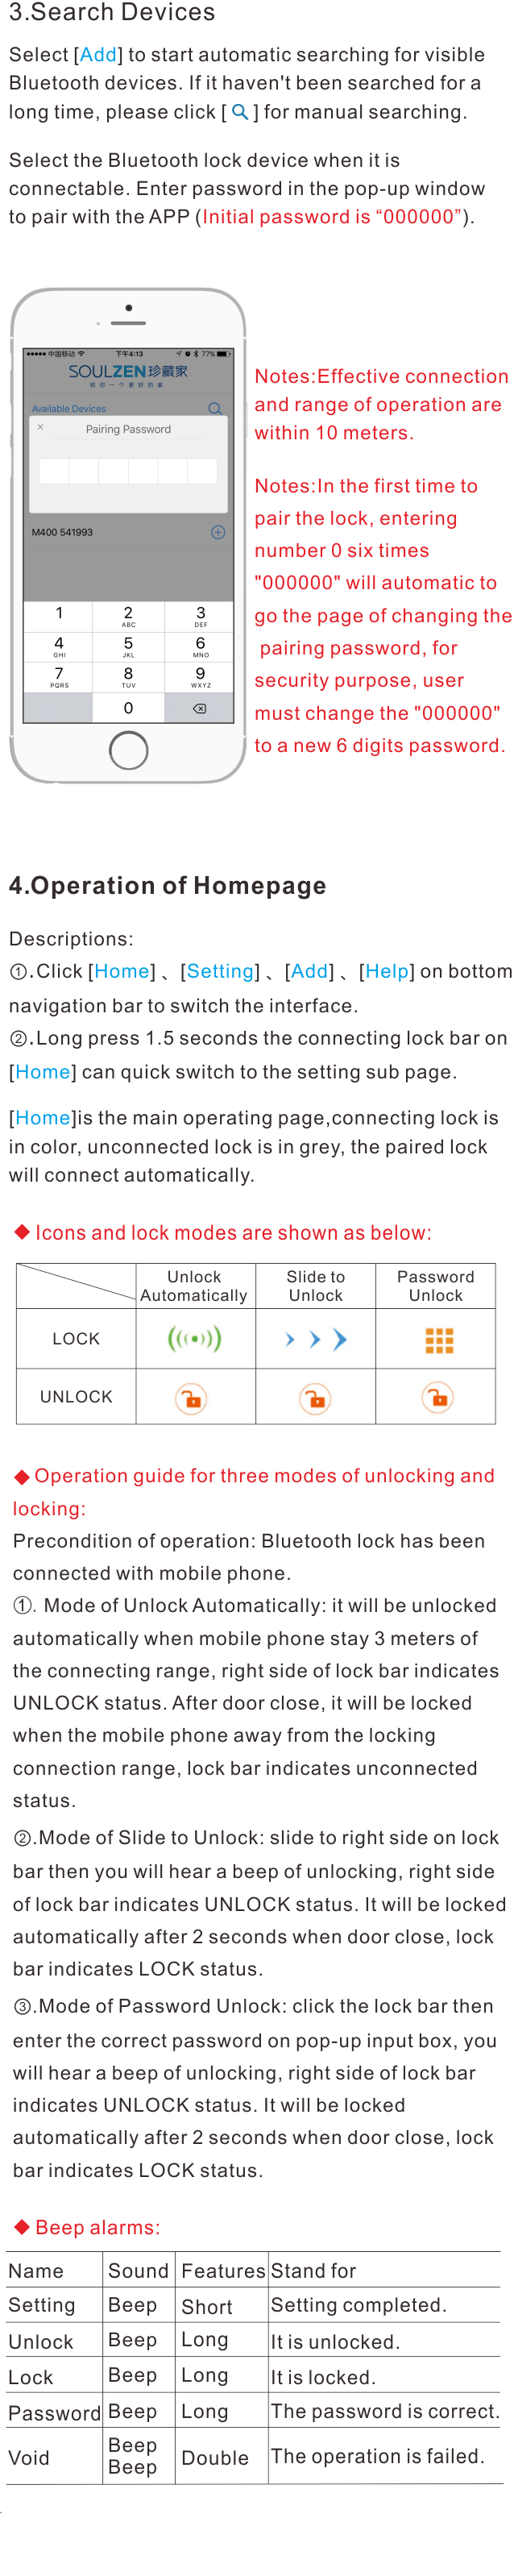 3.Search Devices
Select [Add] to start automatic searching for visible
Bluetooth devices. If it haven't been searched for a
long time, please click [ ] for manual searching.
Select the Bluetooth lock device when it is
connectable. Enter password in the pop-up window
to pair with the APP (Initial password is “000000”).
中国移动 下午4:13 77%
SOULZEN珍藏家
给你一个更好的家
Available Devices
× Pairing Password
M400 541993
1 2 3
ABC DEF
4 5 6
GHI JKL MNO
7 8 9
PQRS TUV WXYZ
0
Notes:Effective connection
and range of operation are
within 10 meters.
Notes:In the first time to
pair the lock, entering
number 0 six times
"000000" will automatic to
go the page of changing the
pairing password, for
security purpose, user
must change the "000000"
to a new 6 digits password.
4.Operation of Homepage
Descriptions:
①.Click [Home] 、[Setting] 、[Add] 、[Help] on bottom
navigation bar to switch the interface.
②.Long press 1.5 seconds the connecting lock bar on
[Home] can quick switch to the setting sub page.
[Home]is the main operating page,connecting lock is
in color, unconnected lock is in grey, the paired lock
will connect automatically.
◆ Icons and lock modes are shown as below:
Unlock Slide to Password
Automatically Unlock Unlock
LOCK
UNLOCK
◆ Operation guide for three modes of unlocking and
locking:
Precondition of operation: Bluetooth lock has been
connected with mobile phone.
①. Mode of Unlock Automatically: it will be unlocked
automatically when mobile phone stay 3 meters of
the connecting range, right side of lock bar indicates
UNLOCK status. After door close, it will be locked
when the mobile phone away from the locking
connection range, lock bar indicates unconnected
status.
②.Mode of Slide to Unlock: slide to right side on lock
bar then you will hear a beep of unlocking, right side
of lock bar indicates UNLOCK status. It will be locked
automatically after 2 seconds when door close, lock
bar indicates LOCK status.
③.Mode of Password Unlock: click the lock bar then
enter the correct password on pop-up input box, you
will hear a beep of unlocking, right side of lock bar
indicates UNLOCK status. It will be locked
automatically after 2 seconds when door close, lock
bar indicates LOCK status.
◆ Beep alarms:
Name Sound Features Stand for
Setting Beep Short Setting completed.
Unlock Beep Long It is unlocked.
Lock Beep Long It is locked.
Password Beep Long The password is correct.
Void Beep Beep Double The operation is failed.